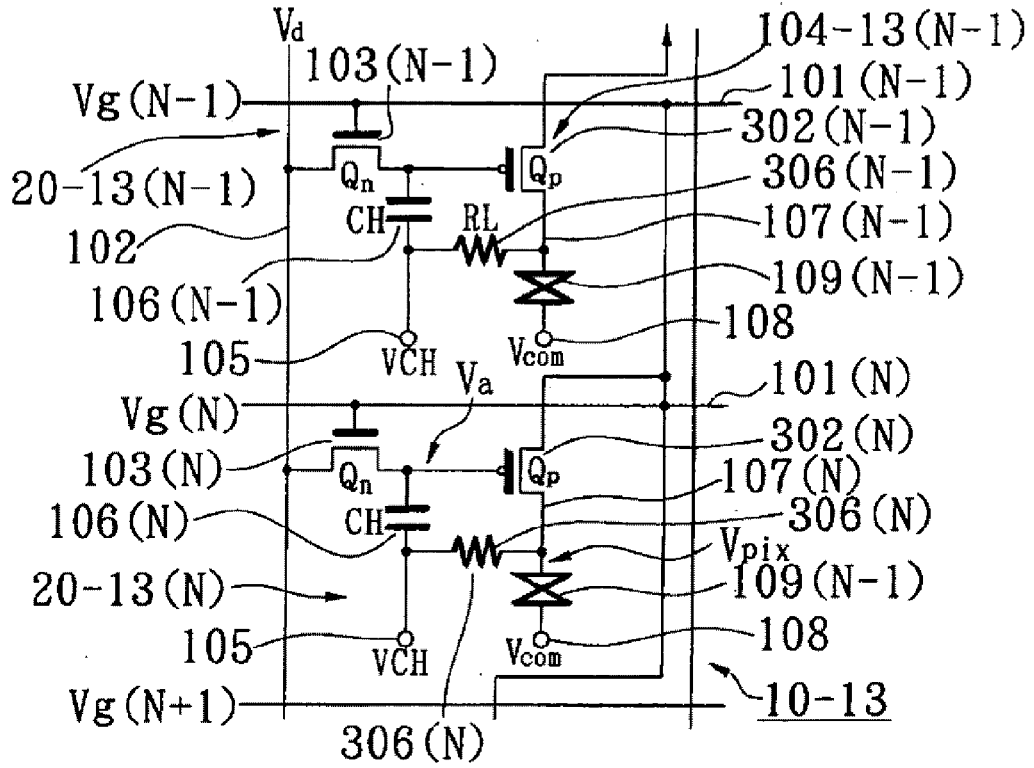 Vd
103(N-1)
104-13(N-1)
Vg(N-1)
101(N-1)
302(N-1)
20-13(N-1)
Qn
Qp
306(N-1)
CH
RL
107(N-1)
102
109(N-1)
106(N-1)
108
105
VCH
Vcom
101(N)
Va
Vg(N)
302(N)
103(N)
Qn
Qp
107(N)
106(N)
CH
306(N)
Vpix
20-13(N)
109(N-1)
105
VCH
Vcom
108
Vg(N+1)
10-13
306(N)